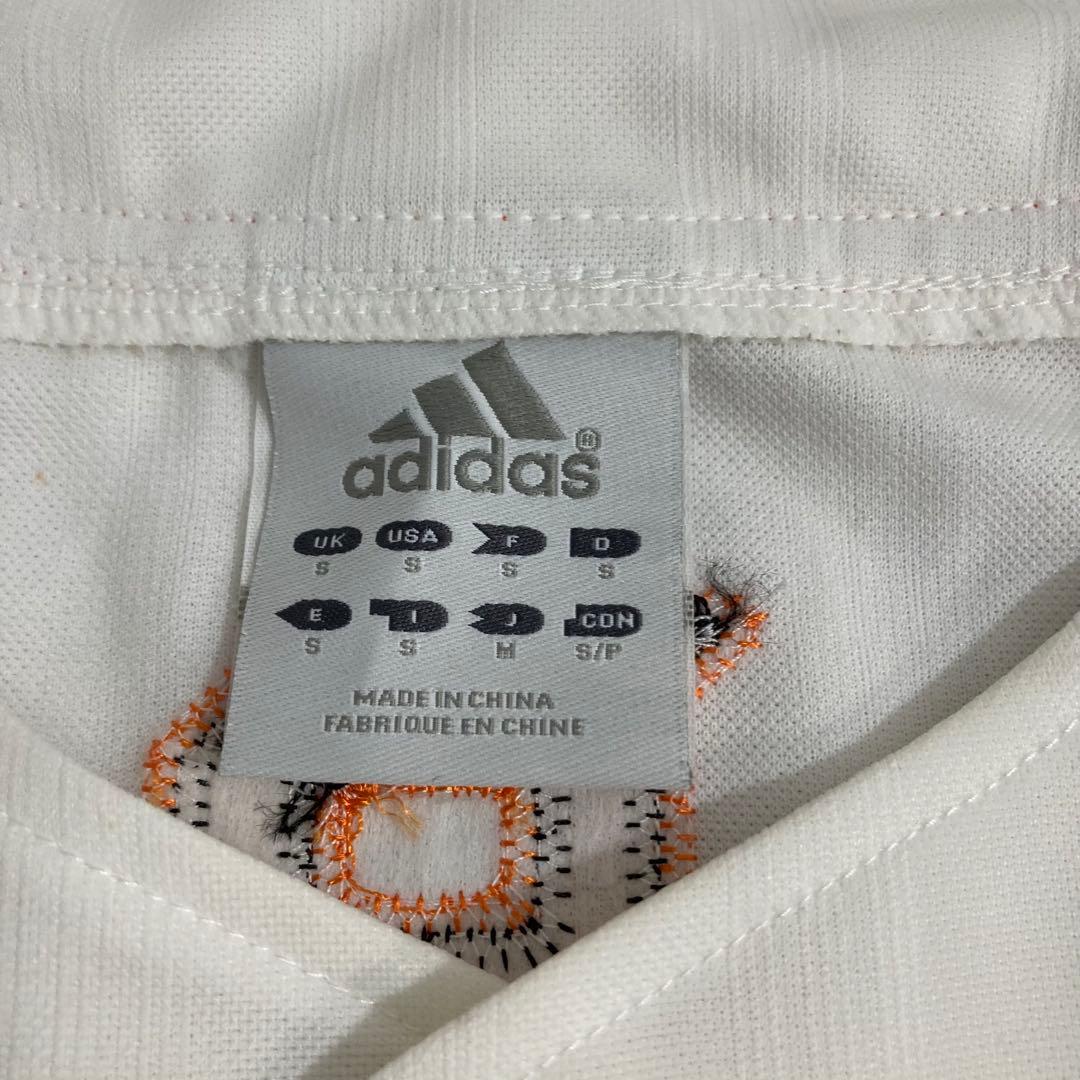 adidas®
UK USA F D
S S S S
E I J CDN
S S M S/P
MADE IN CHINA
FABRIQUE EN CHINE